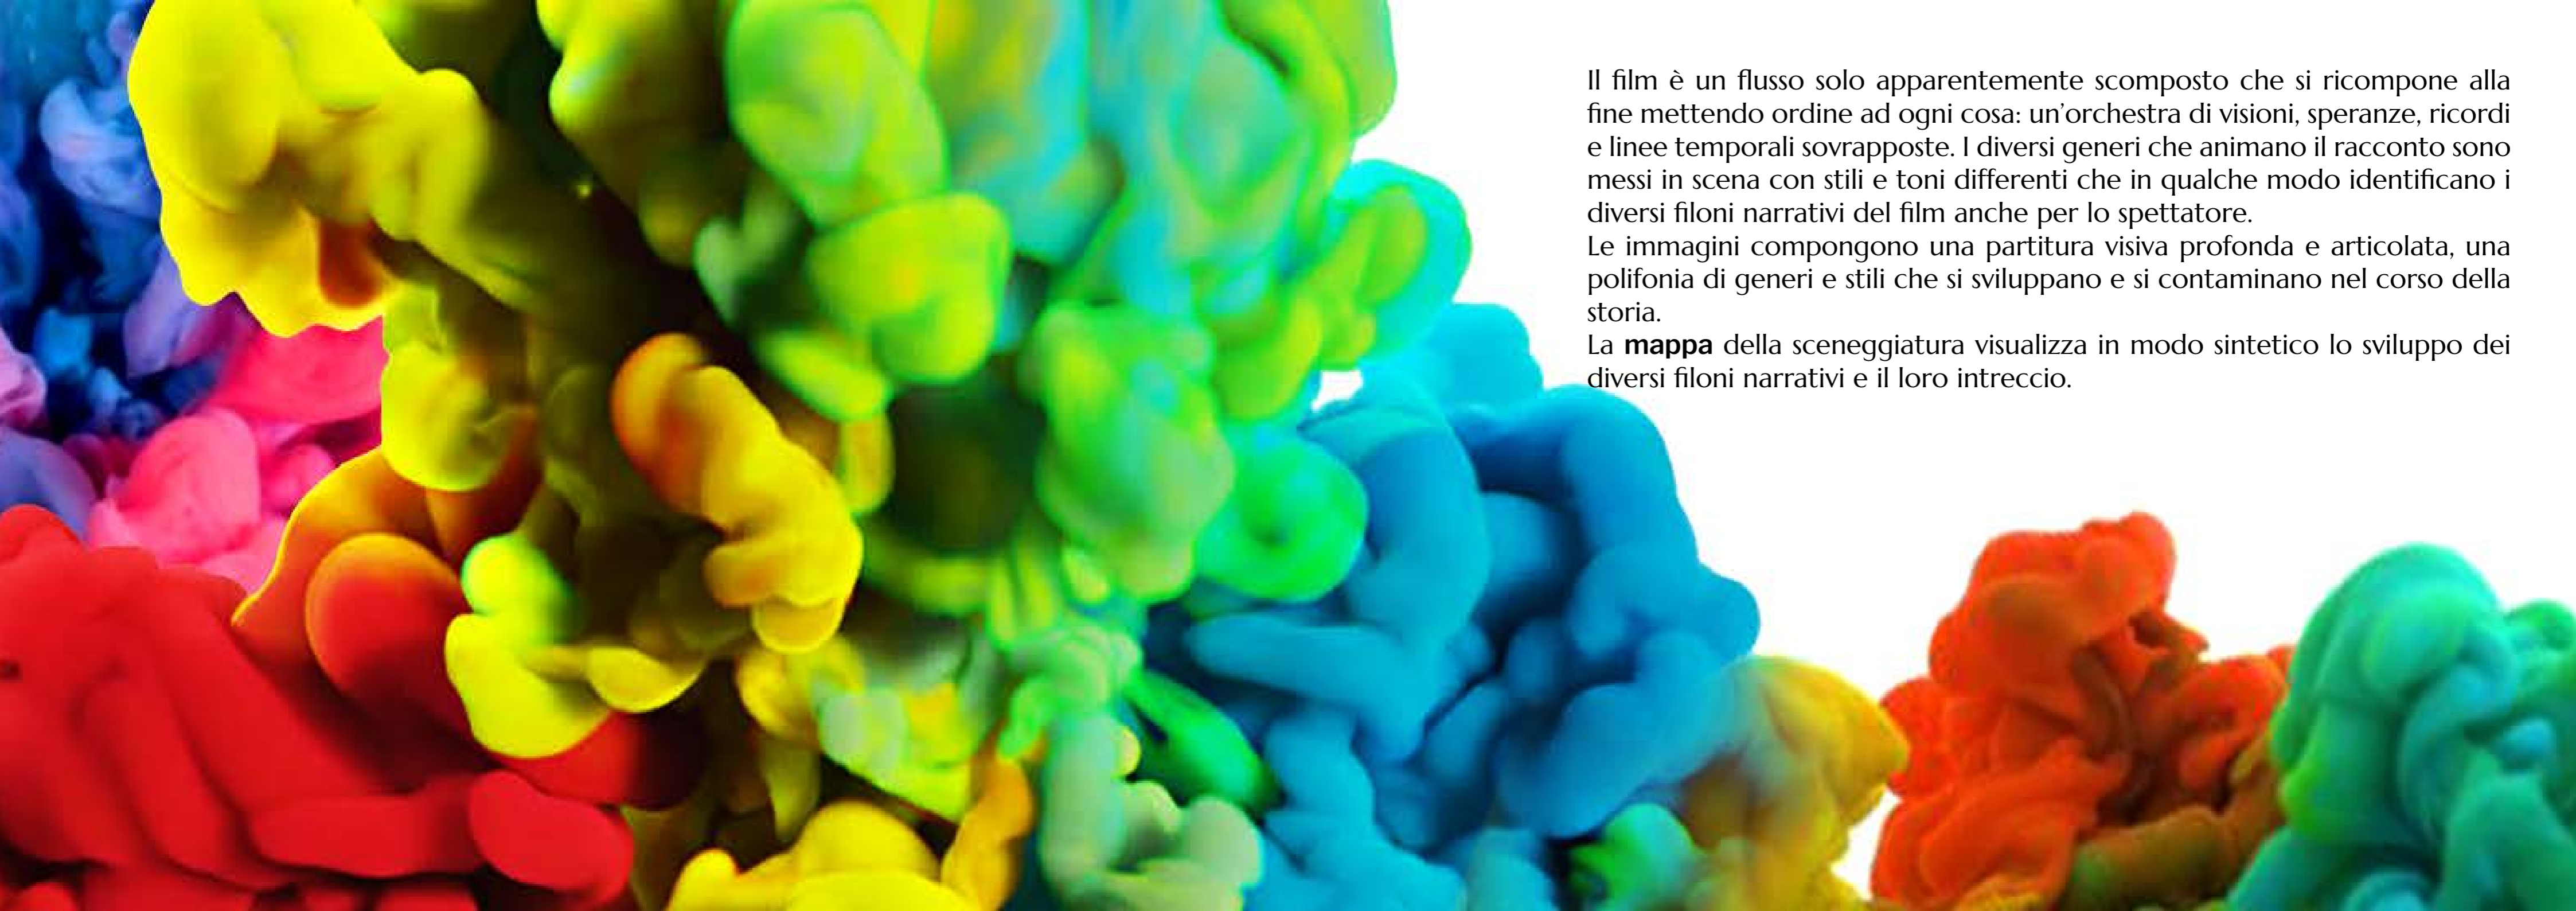 Il film è un flusso solo apparentemente scomposto che si ricompone alla
fine mettendo ordine ad ogni cosa: un’orchestra di visioni, speranze, ricordi
e linee temporali sovrapposte. I diversi generi che animano il racconto sono
messi in scena con stili e toni differenti che in qualche modo identificano i
diversi filoni narrativi del film anche per lo spettatore.
Le immagini compongono una partitura visiva profonda e articolata, una
polifonia di generi e stili che si sviluppano e si contaminano nel corso della
storia.
La mappa della sceneggiatura visualizza in modo sintetico lo sviluppo dei
diversi filoni narrativi e il loro intreccio.